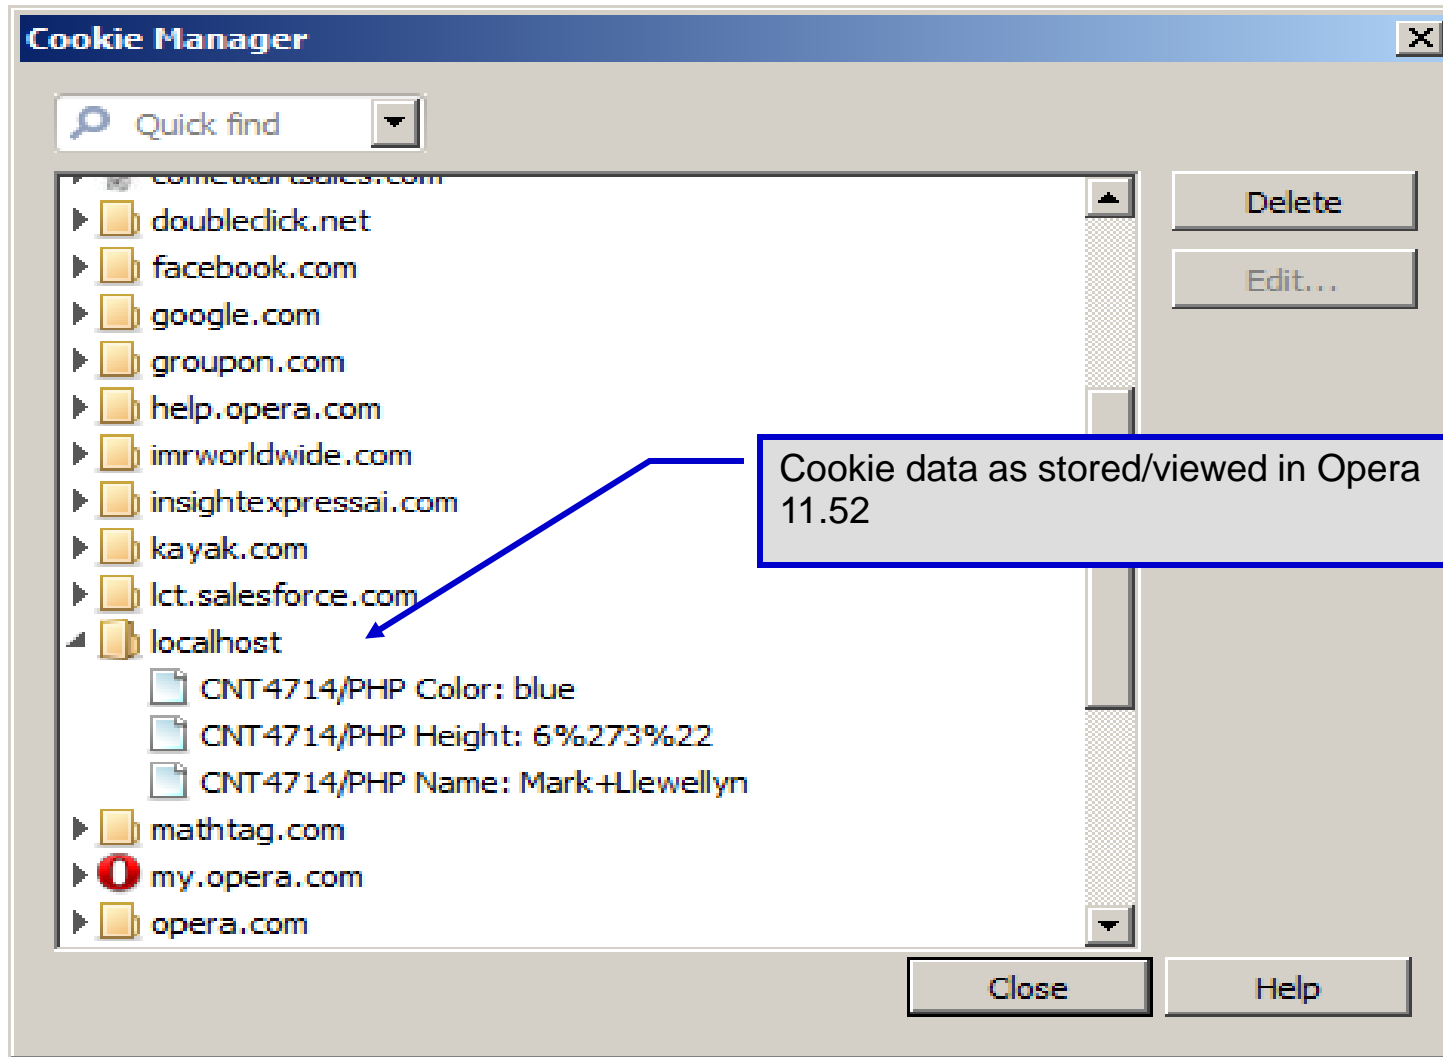 Cookie Manager
Quick find
Delete
Edit...
cometkartsales.com
doubleclick.net
facebook.com
google.com
groupon.com
help.opera.com
imrworldwide.com
insightexpressai.com
kayak.com
lct.salesforce.com
localhost
CNT4714/PHP Color: blue
CNT4714/PHP Height: 6%273%22
CNT4714/PHP Name: Mark+Llewellyn
mathtag.com
my.opera.com
opera.com
Cookie data as stored/viewed in Opera
11.52
Close
Help